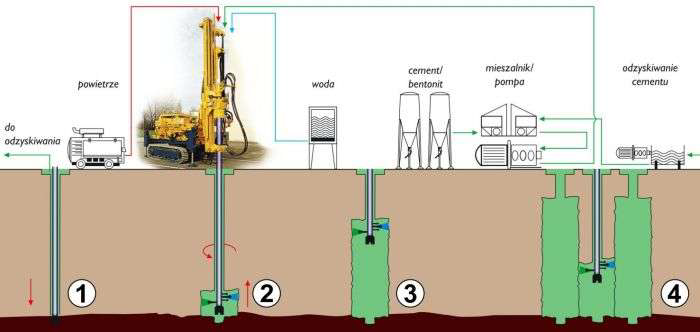 powietrze
do
odzyskiwania
woda
cement/
bentonit
mieszalnik/
pompa
odzyskiwanie
cementu
1
2
3
4